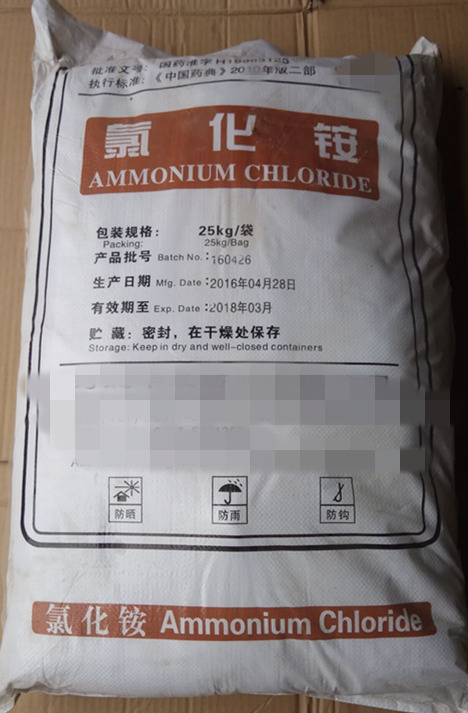 批准文号: 国药准字H
执行标准: 《中国药典》20 年版二部
氯 化 铵
AMMONIUM CHLORIDE
包装规格: 25kg/袋
Packing: 25kg/Bag
产品批号 Batch No.:160426
生产日期 Mfg. Date:2016年04月28日
有效期至 Exp. Date:2018年03月
贮 藏: 密封，在干燥处保存
Storage: Keep in dry and well-closed containers
防晒 防雨 防钩
氯化铵 Ammonium Chloride